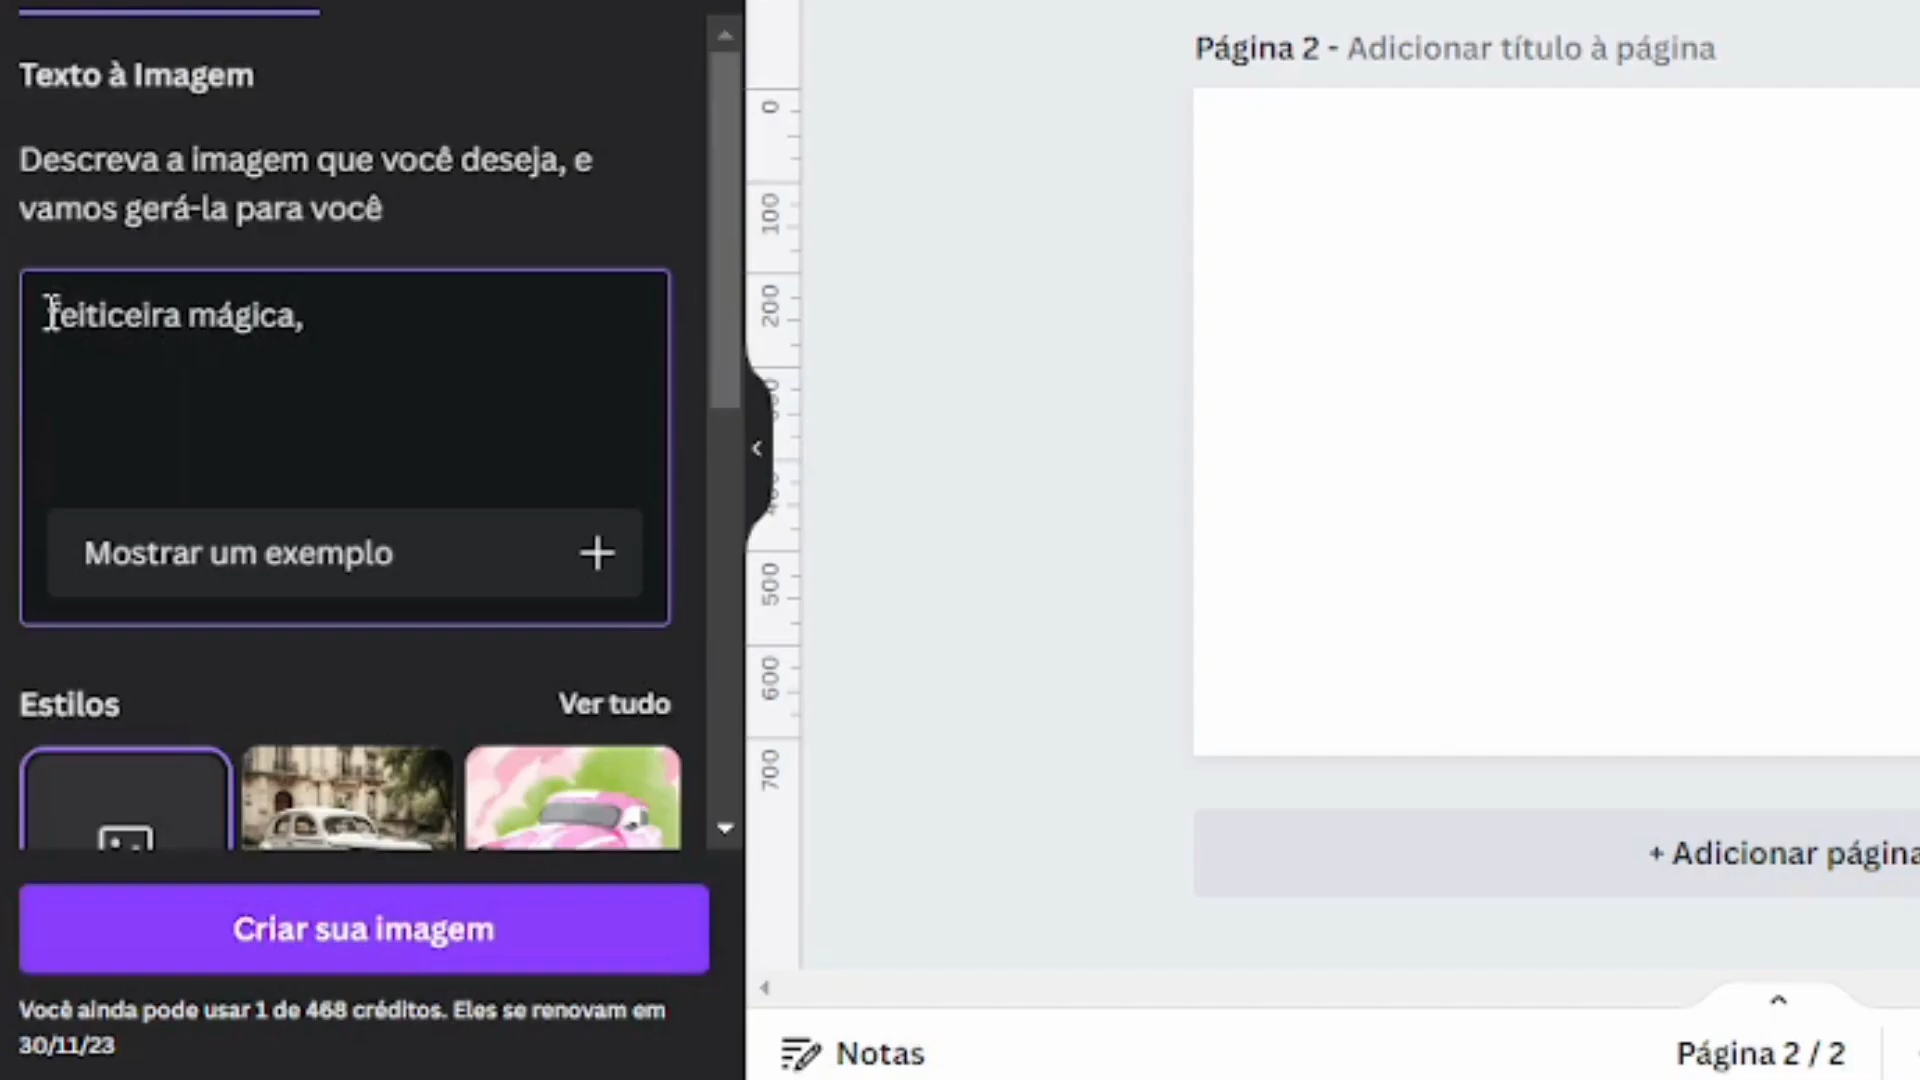 Texto à Imagem
Descreva a imagem que você deseja, e
vamos gerá-la para você
feiticeira mágica,
Mostrar um exemplo
Estilos
Ver tudo
Criar sua imagem
Você ainda pode usar 1 de 468 créditos. Eles se renovam em
30/11/23
0
100
200
500
600
700
Página 2 - Adicionar título à página
+ Adicionar página
Notas
Página 2 / 2